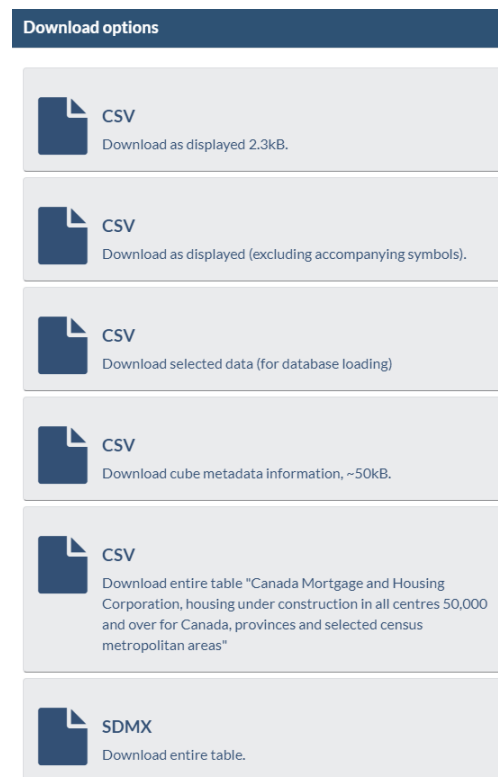 Download options
CSV
Download as displayed 2.3kB.
CSV
Download as displayed (excluding accompanying symbols).
CSV
Download selected data (for database loading)
CSV
Download cube metadata information, ~50kB.
CSV
Download entire table "Canada Mortgage and Housing
Corporation, housing under construction in all centres 50,000
and over for Canada, provinces and selected census
metropolitan areas"
SDMX
Download entire table.